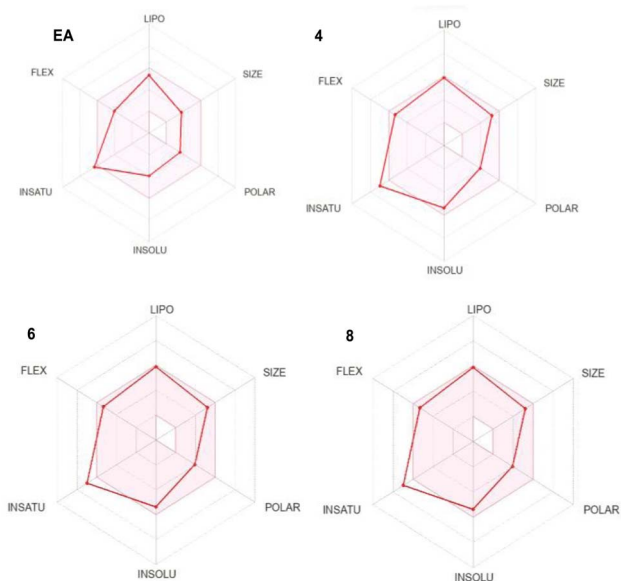 EA
LIPO
FLEX
SIZE
INSATU
POLAR
INSOLU
4
LIPO
FLEX
SIZE
INSATU
POLAR
INSOLU
6
LIPO
FLEX
SIZE
INSATU
POLAR
INSOLU
8
LIPO
FLEX
SIZE
INSATU
POLAR
INSOLU